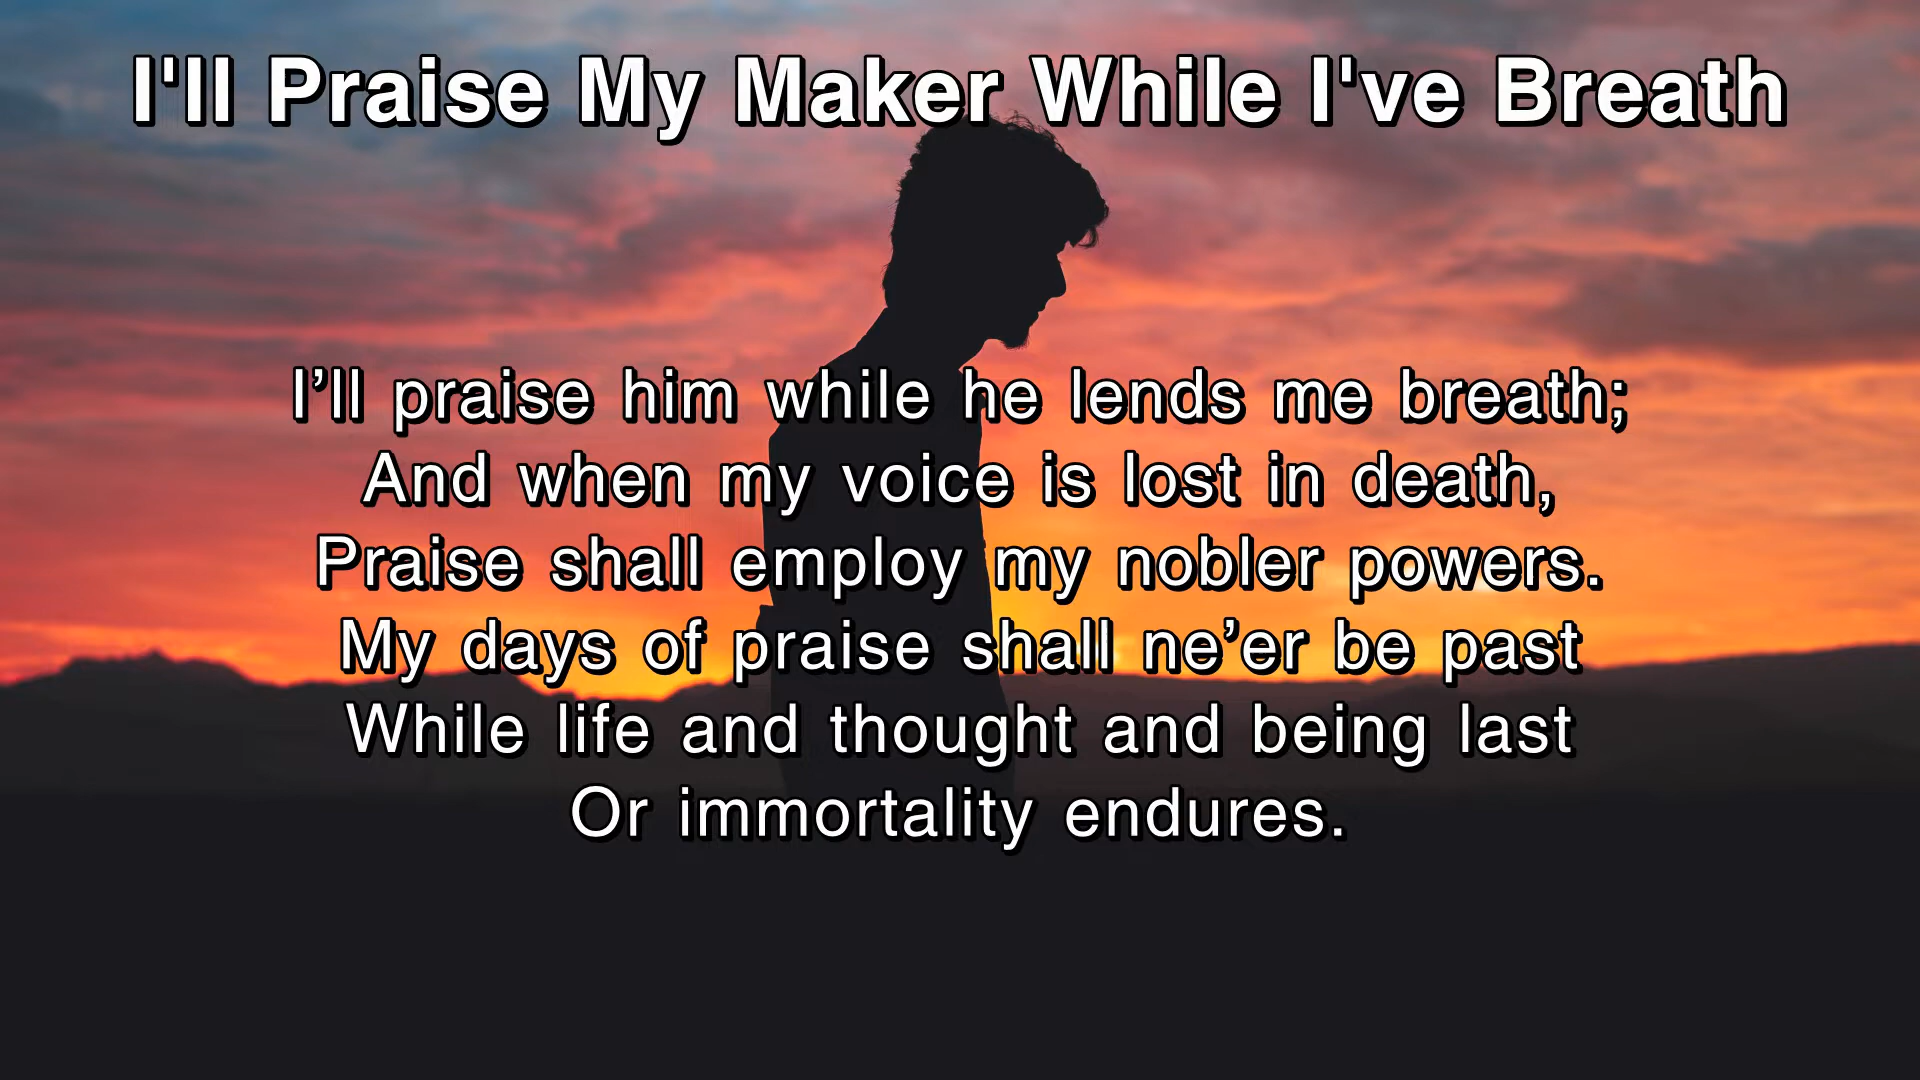 I'll Praise My Maker While I've Breath
I’ll praise him while he lends me breath;
And when my voice is lost in death,
Praise shall employ my nobler powers.
My days of praise shall ne’er be past
While life and thought and being last
Or immortality endures.